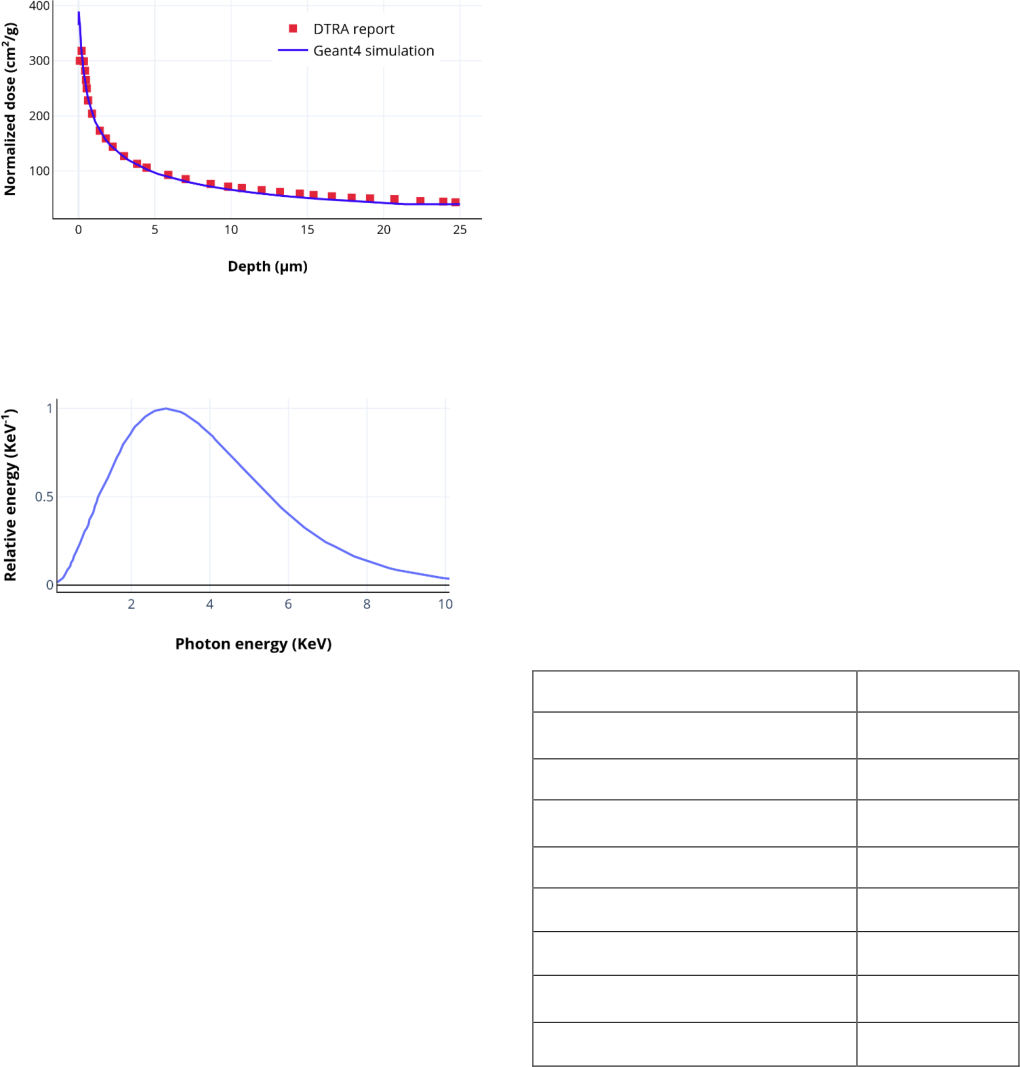 400
300
200
100
Normalized dose (cm²/g)
DTRA report
Geant4 simulation
0 5 10 15 20 25
Depth (μm)
1
0.5
0
Relative energy (KeV⁻¹)
2 4 6 8 10
Photon energy (KeV)